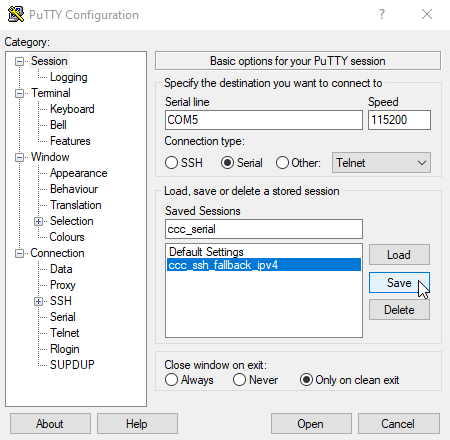 PuTTY Configuration
Category:
Session
Logging
Terminal
Keyboard
Bell
Features
Window
Appearance
Behaviour
Translation
Selection
Colours
Connection
Data
Proxy
SSH
Serial
Telnet
Rlogin
SUPDUP
Basic options for your PuTTY session
Specify the destination you want to connect to
Serial line Speed
COM5 115200
Connection type:
SSH Serial Other: Telnet
Load, save or delete a stored session
Saved Sessions
ccc_serial
Default Settings
ccc_ssh_fallback_ipv4
Load
Save
Delete
Close window on exit:
Always Never Only on clean exit
About Help Open Cancel